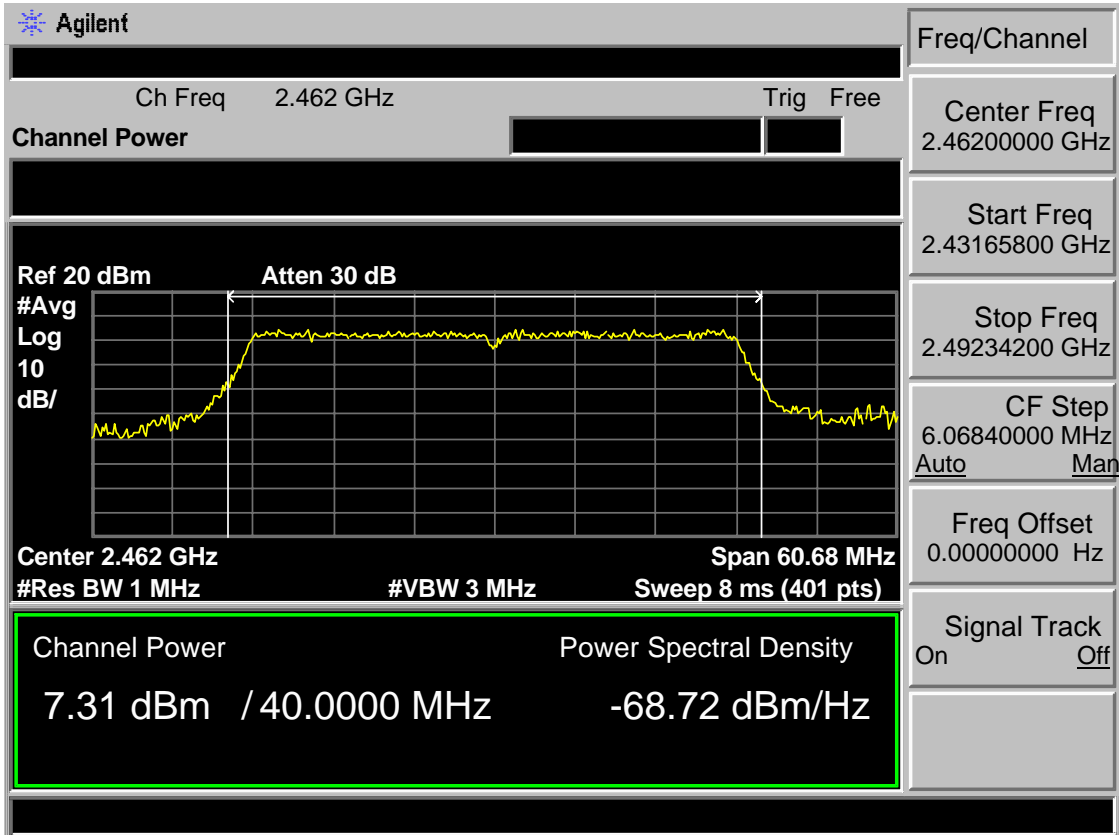 Agilent
Freq/Channel
Ch Freq 2.462 GHz Trig Free
Channel Power
Center Freq
2.46200000 GHz
Start Freq
2.43165800 GHz
Stop Freq
2.49234200 GHz
CF Step
6.06840000 MHz
Auto Man
Freq Offset
0.00000000 Hz
Signal Track
On Off
Ref 20 dBm Atten 30 dB
#Avg
Log
10
dB/
Center 2.462 GHz Span 60.68 MHz
#Res BW 1 MHz #VBW 3 MHz Sweep 8 ms (401 pts)
Channel Power Power Spectral Density
7.31 dBm / 40.0000 MHz -68.72 dBm/Hz